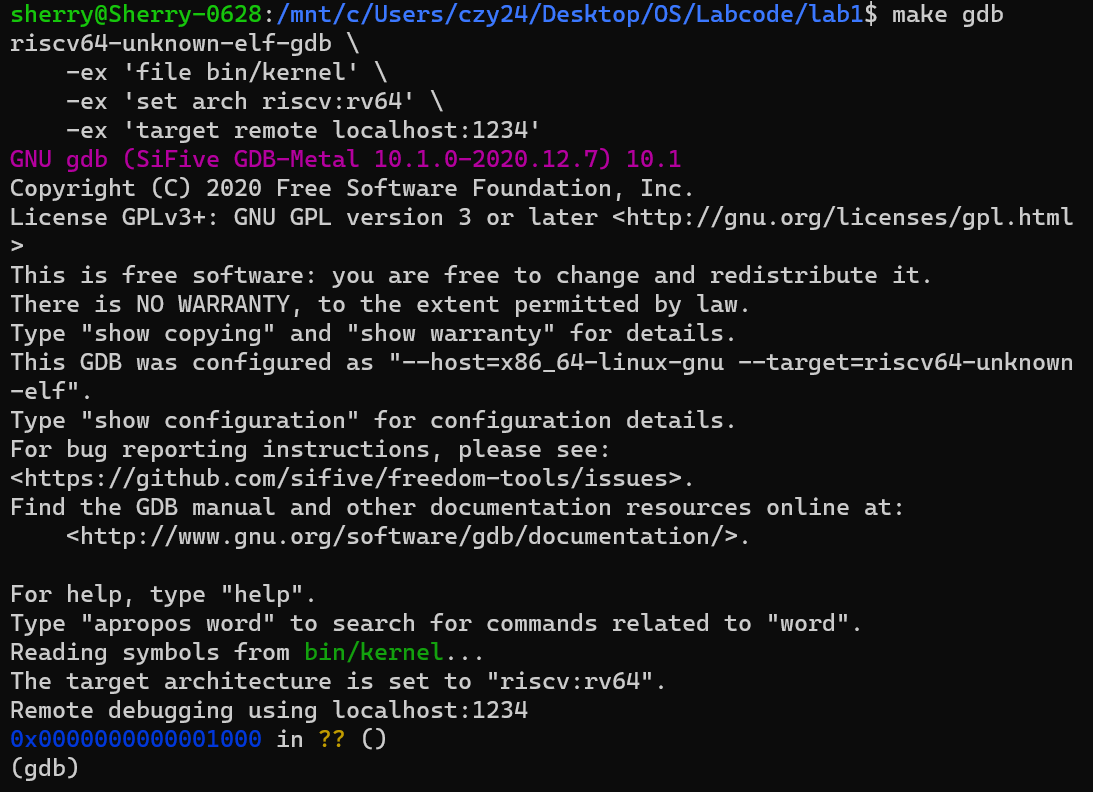 sherry@Sherry-0628:/mnt/c/Users/czy24/Desktop/OS/Labcode/lab1$ make gdb
riscv64-unknown-elf-gdb \
    -ex 'file bin/kernel' \
    -ex 'set arch riscv:rv64' \
    -ex 'target remote localhost:1234'
GNU gdb (SiFive GDB-Metal 10.1.0-2020.12.7) 10.1
Copyright (C) 2020 Free Software Foundation, Inc.
License GPLv3+: GNU GPL version 3 or later <http://gnu.org/licenses/gpl.html
>
This is free software: you are free to change and redistribute it.
There is NO WARRANTY, to the extent permitted by law.
Type "show copying" and "show warranty" for details.
This GDB was configured as "--host=x86_64-linux-gnu --target=riscv64-unknown
-elf".
Type "show configuration" for configuration details.
For bug reporting instructions, please see:
<https://github.com/sifive/freedom-tools/issues>.
Find the GDB manual and other documentation resources online at:
    <http://www.gnu.org/software/gdb/documentation/>.

For help, type "help".
Type "apropos word" to search for commands related to "word".
Reading symbols from bin/kernel...
The target architecture is set to "riscv:rv64".
Remote debugging using localhost:1234
0x0000000000001000 in ?? ()
(gdb)